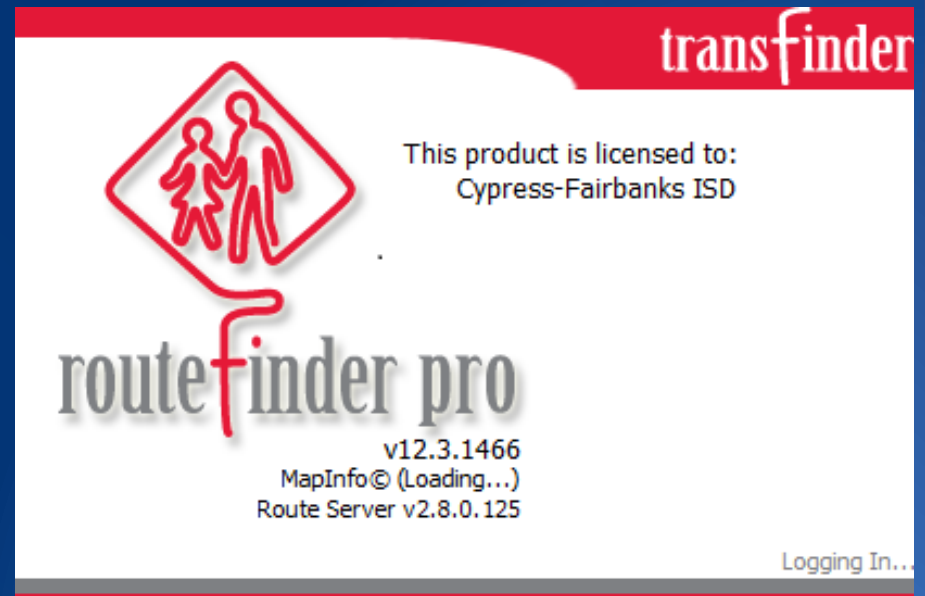 transfinder
This product is licensed to:
Cypress-Fairbanks ISD
.
routefinder pro
v12.3.1466
MapInfo© (Loading...)
Route Server v2.8.0.125
Logging In...